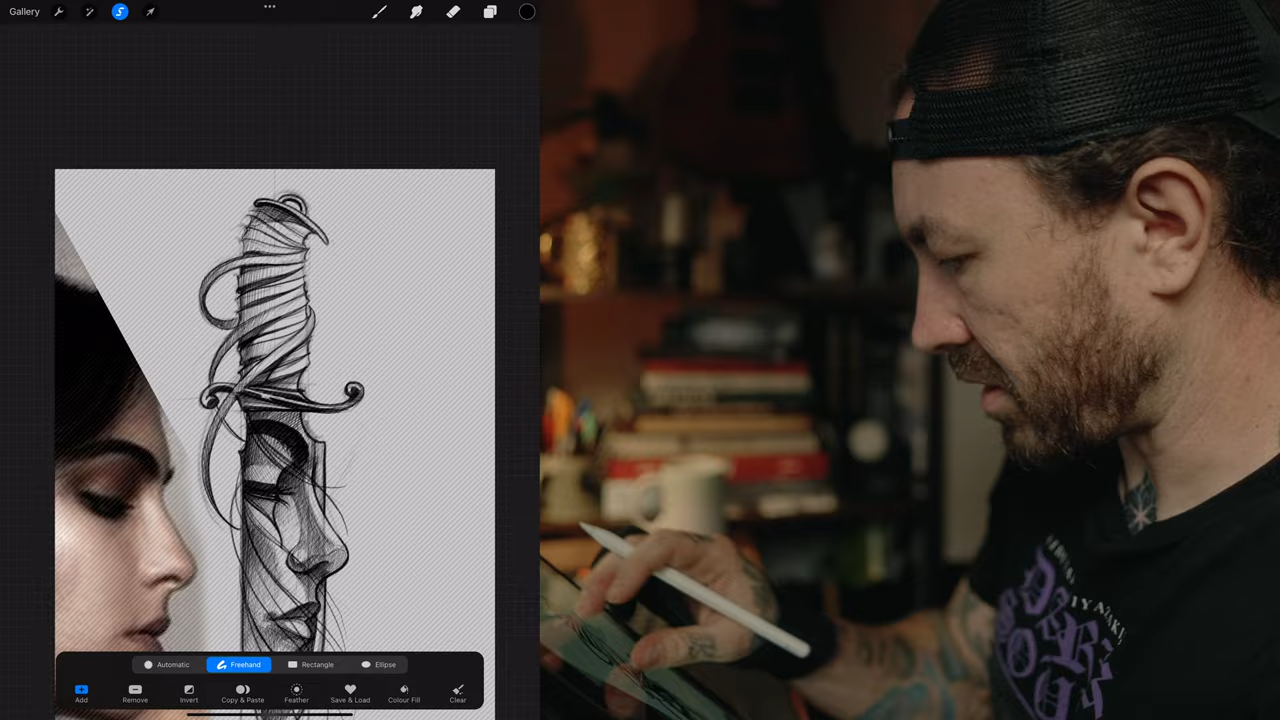 Gallery
Automatic Freehand Rectangle Ellipse
Add Remove Invert Copy & Paste Feather Save & Load Colour Fill Clear